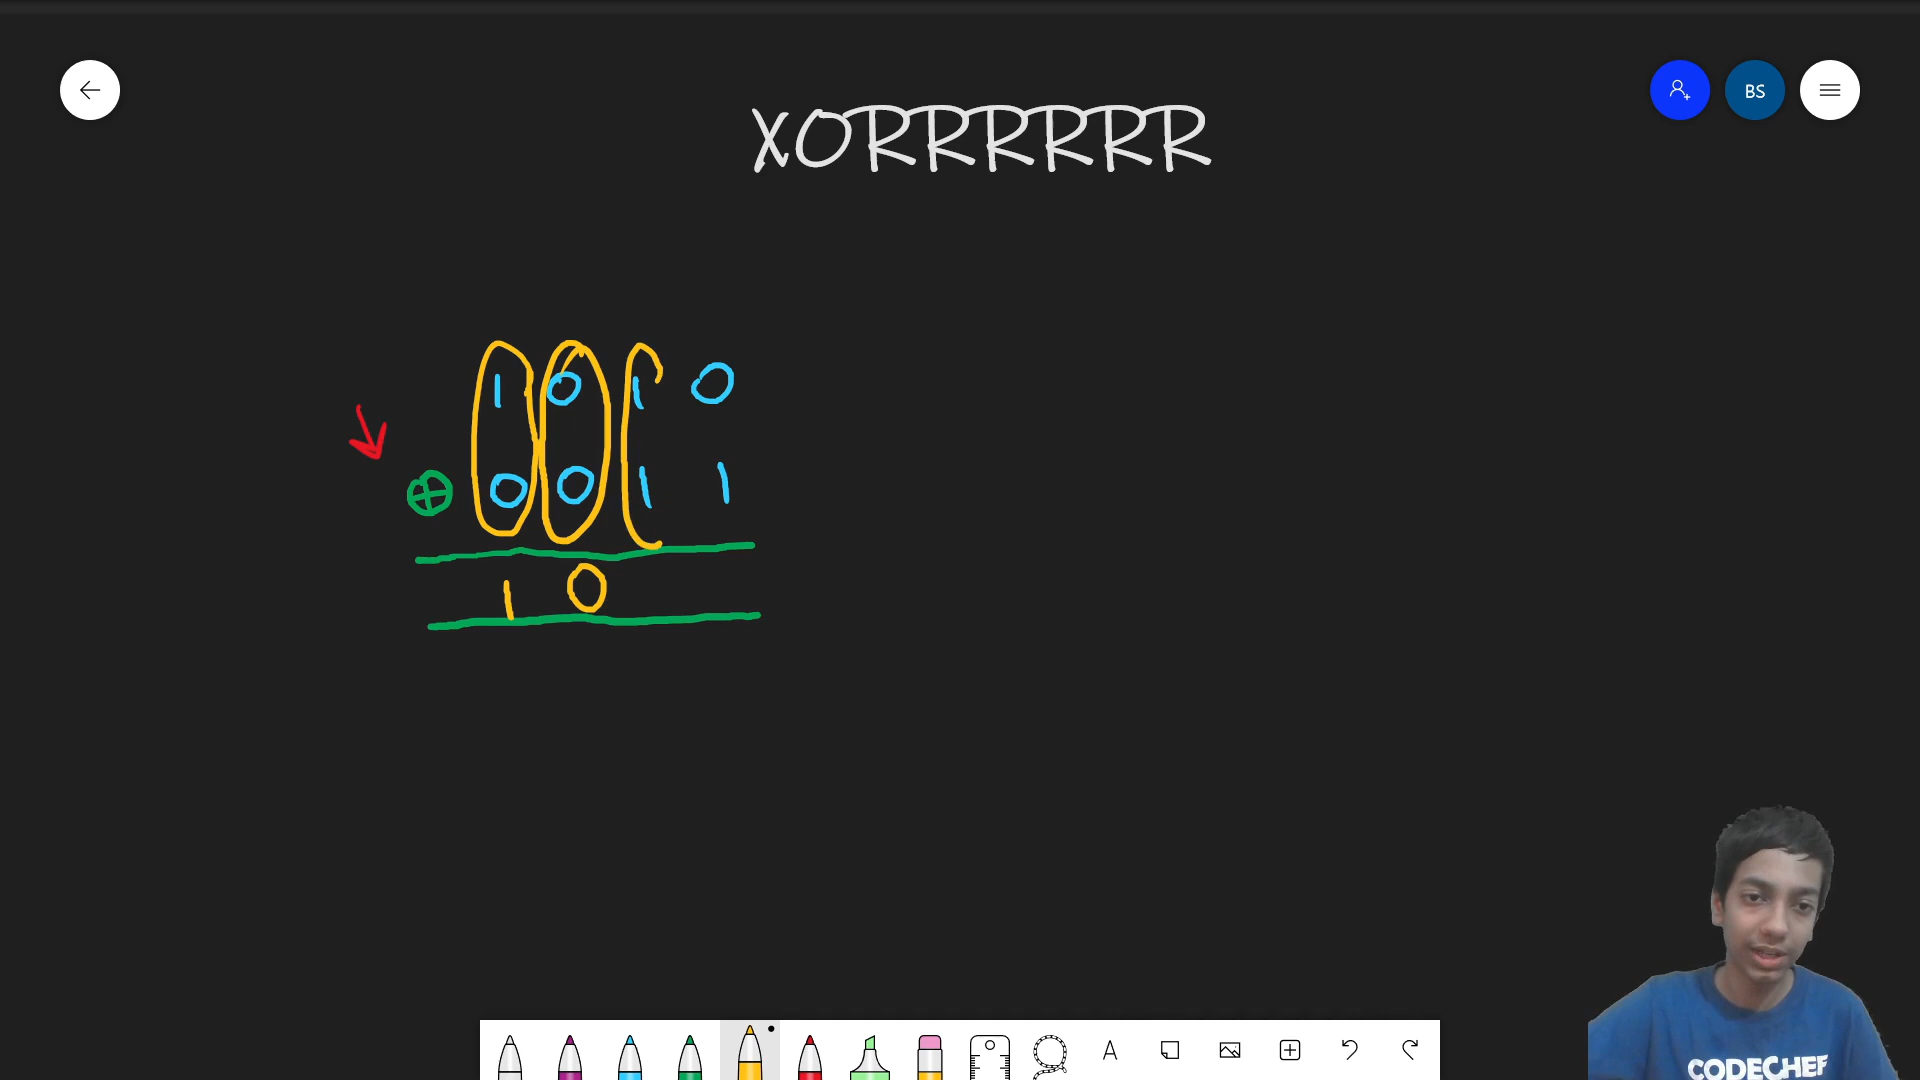 BS
XORRRRRR
1 0 1 0
⊕ 0 0 1 1
1 0
A
CODECHEF